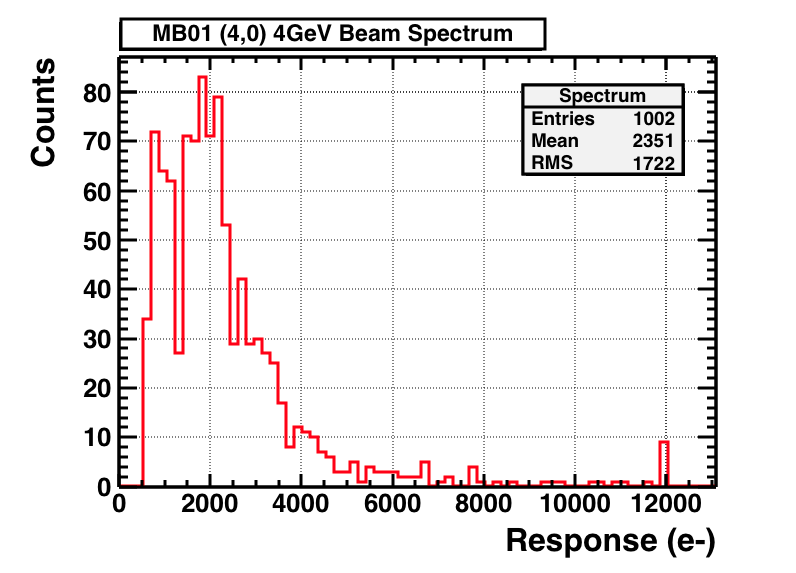 MB01 (4,0) 4GeV Beam Spectrum
Counts
Spectrum
Entries 1002
Mean 2351
RMS 1722
80
70
60
50
40
30
20
10
0
0 2000 4000 6000 8000 10000 12000
Response (e-)